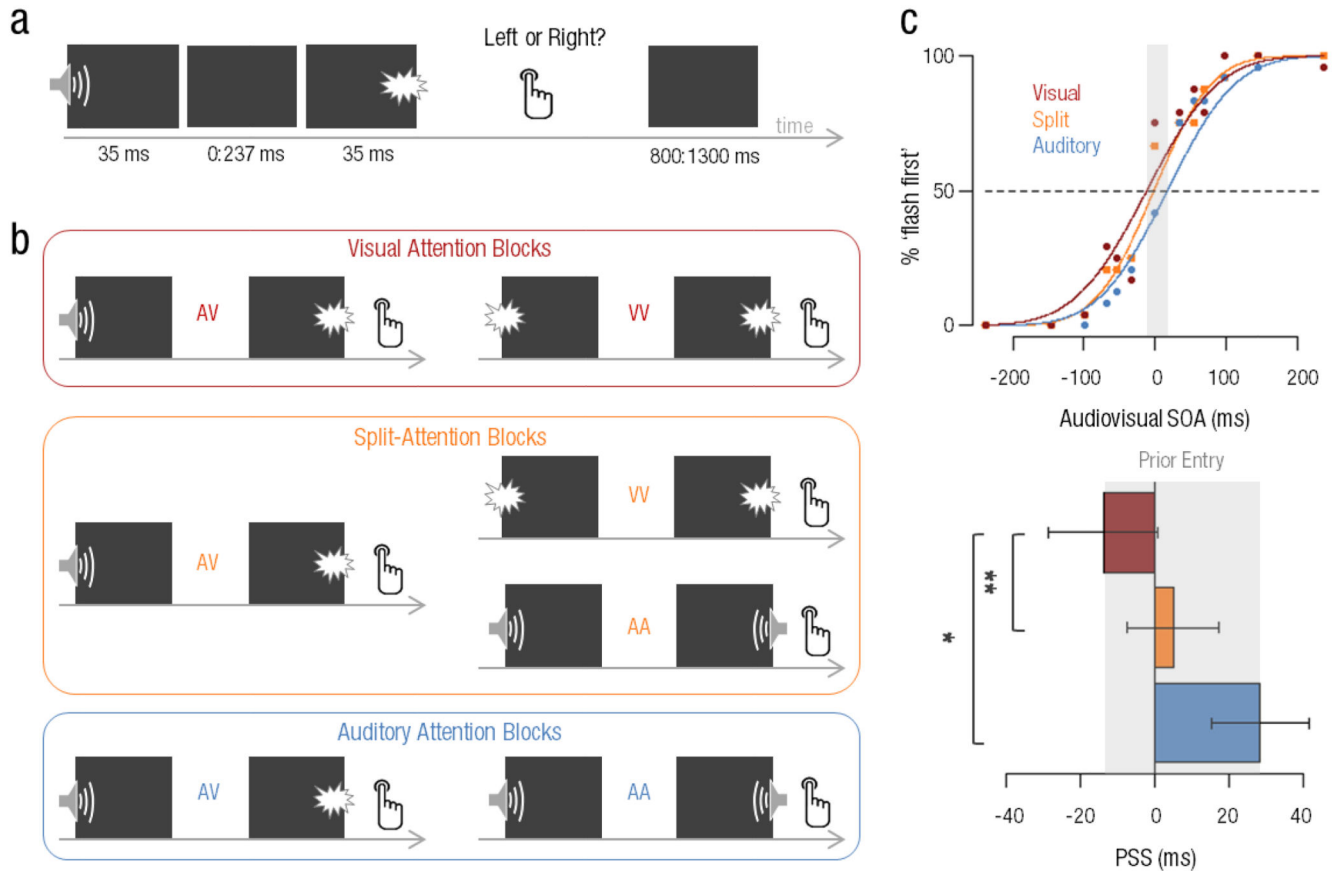 a
Left or Right?
time
35 ms
0:237 ms
35 ms
800:1300 ms
b
Visual Attention Blocks
AV
VV
Split-Attention Blocks
AV
VV
AA
Auditory Attention Blocks
AV
AA
c
100
50
0
% ‘flash first’
Visual
Split
Auditory
-200 -100 0 100 200
Audiovisual SOA (ms)
Prior Entry
**
*
-40 -20 0 20 40
PSS (ms)